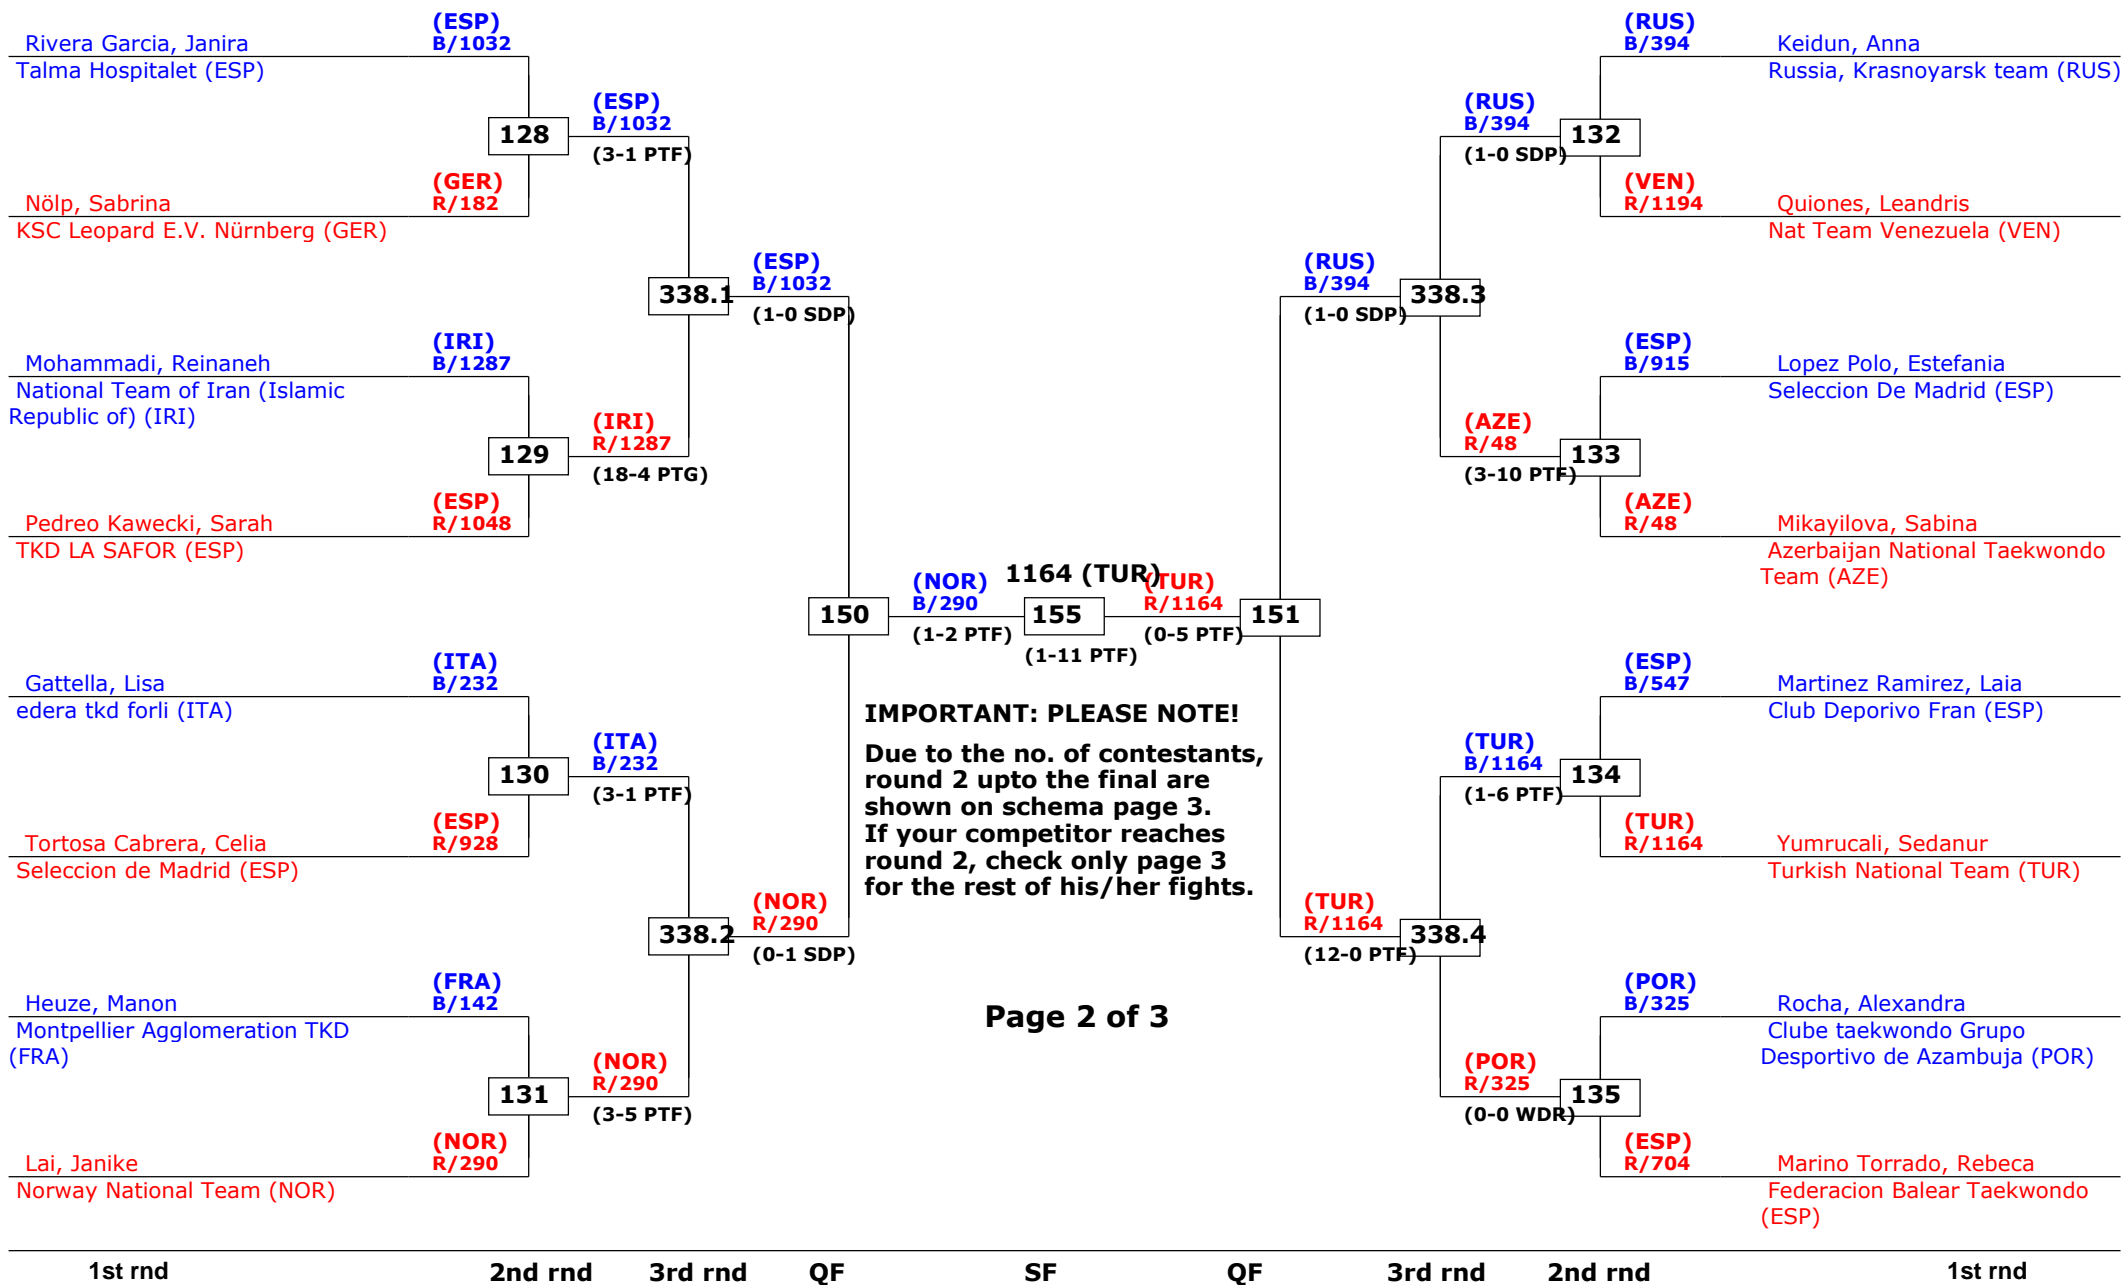 (ESP)
Rivera Garcia, Janira B/1032
Talma Hospitalet (ESP)
(ESP)
B/1032
128
(3-1 PTF)
(GER)
Nölp, Sabrina R/182
KSC Leopard E.V. Nürnberg (GER)
(ESP)
B/1032
338.1
(1-0 SDP)
(IRI)
Mohammadi, Reinaneh B/1287
National Team of Iran (Islamic
Republic of) (IRI)
(IRI)
R/1287
129
(18-4 PTG)
(ESP)
Pedreo Kawecki, Sarah R/1048
TKD LA SAFOR (ESP)
150
(NOR)
B/290
(1-2 PTF)
1164 (TUR)
155
(1-11 PTF)
(TUR)
R/1164
(0-5 PTF)
151
(ITA)
Gattella, Lisa B/232
edera tkd forli (ITA)
(ITA)
B/232
130
(3-1 PTF)
(ESP)
Tortosa Cabrera, Celia R/928
Seleccion de Madrid (ESP)
(NOR)
R/290
338.2
(0-1 SDP)
(FRA)
Heuze, Manon B/142
Montpellier Agglomeration TKD
(FRA)
(NOR)
R/290
131
(3-5 PTF)
(NOR)
Lai, Janike R/290
Norway National Team (NOR)
IMPORTANT: PLEASE NOTE!
Due to the no. of contestants,
round 2 upto the final are
shown on schema page 3.
If your competitor reaches
round 2, check only page 3
for the rest of his/her fights.
Page 2 of 3
(RUS)
B/394 Keidun, Anna
Russia, Krasnoyarsk team (RUS)
(RUS)
B/394
132
(1-0 SDP)
(VEN)
R/1194 Quiones, Leandris
Nat Team Venezuela (VEN)
(RUS)
B/394
338.3
(1-0 SDP)
(ESP)
B/915 Lopez Polo, Estefania
Seleccion De Madrid (ESP)
(AZE)
R/48
133
(3-10 PTF)
(AZE)
R/48 Mikayilova, Sabina
Azerbaijan National Taekwondo
Team (AZE)
(ESP)
B/547 Martinez Ramirez, Laia
Club Deporivo Fran (ESP)
(TUR)
B/1164
134
(1-6 PTF)
(TUR)
R/1164 Yumrucali, Sedanur
Turkish National Team (TUR)
(TUR)
R/1164
338.4
(12-0 PTF)
(POR)
B/325 Rocha, Alexandra
Clube taekwondo Grupo
Desportivo de Azambuja (POR)
(POR)
R/325
135
(0-0 WDR)
(ESP)
R/704 Marino Torrado, Rebeca
Federacion Balear Taekwondo
(ESP)
1st rnd 2nd rnd 3rd rnd QF SF QF 3rd rnd 2nd rnd 1st rnd